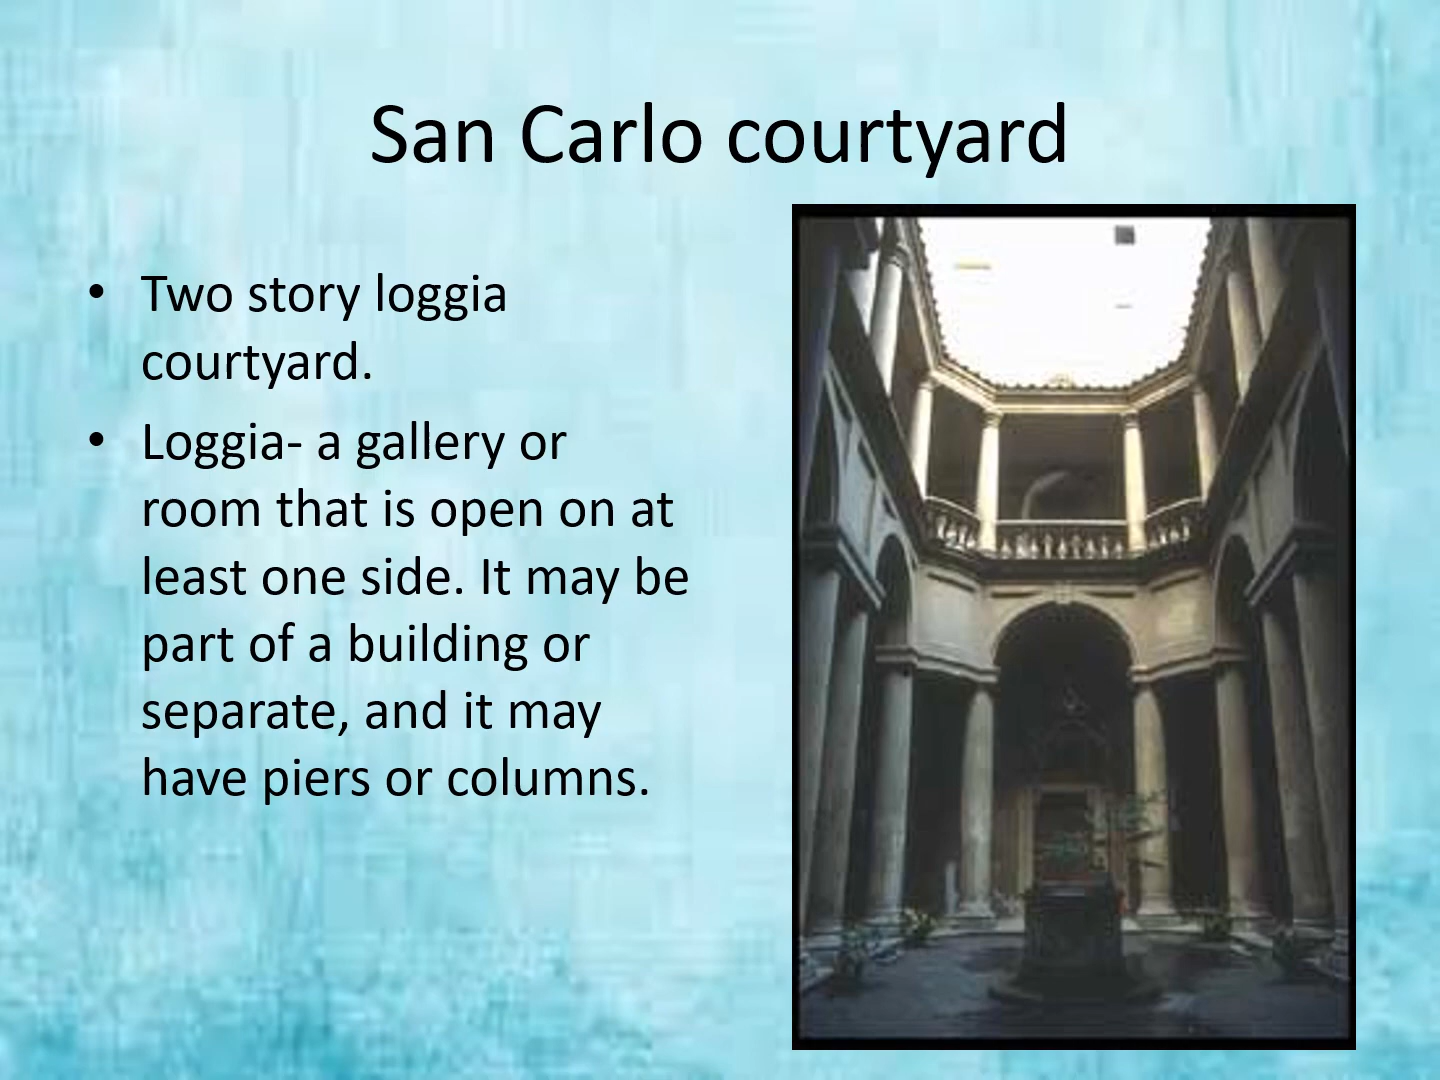 San Carlo courtyard
• Two story loggia
courtyard.
• Loggia- a gallery or
room that is open on at
least one side. It may be
part of a building or
separate, and it may
have piers or columns.